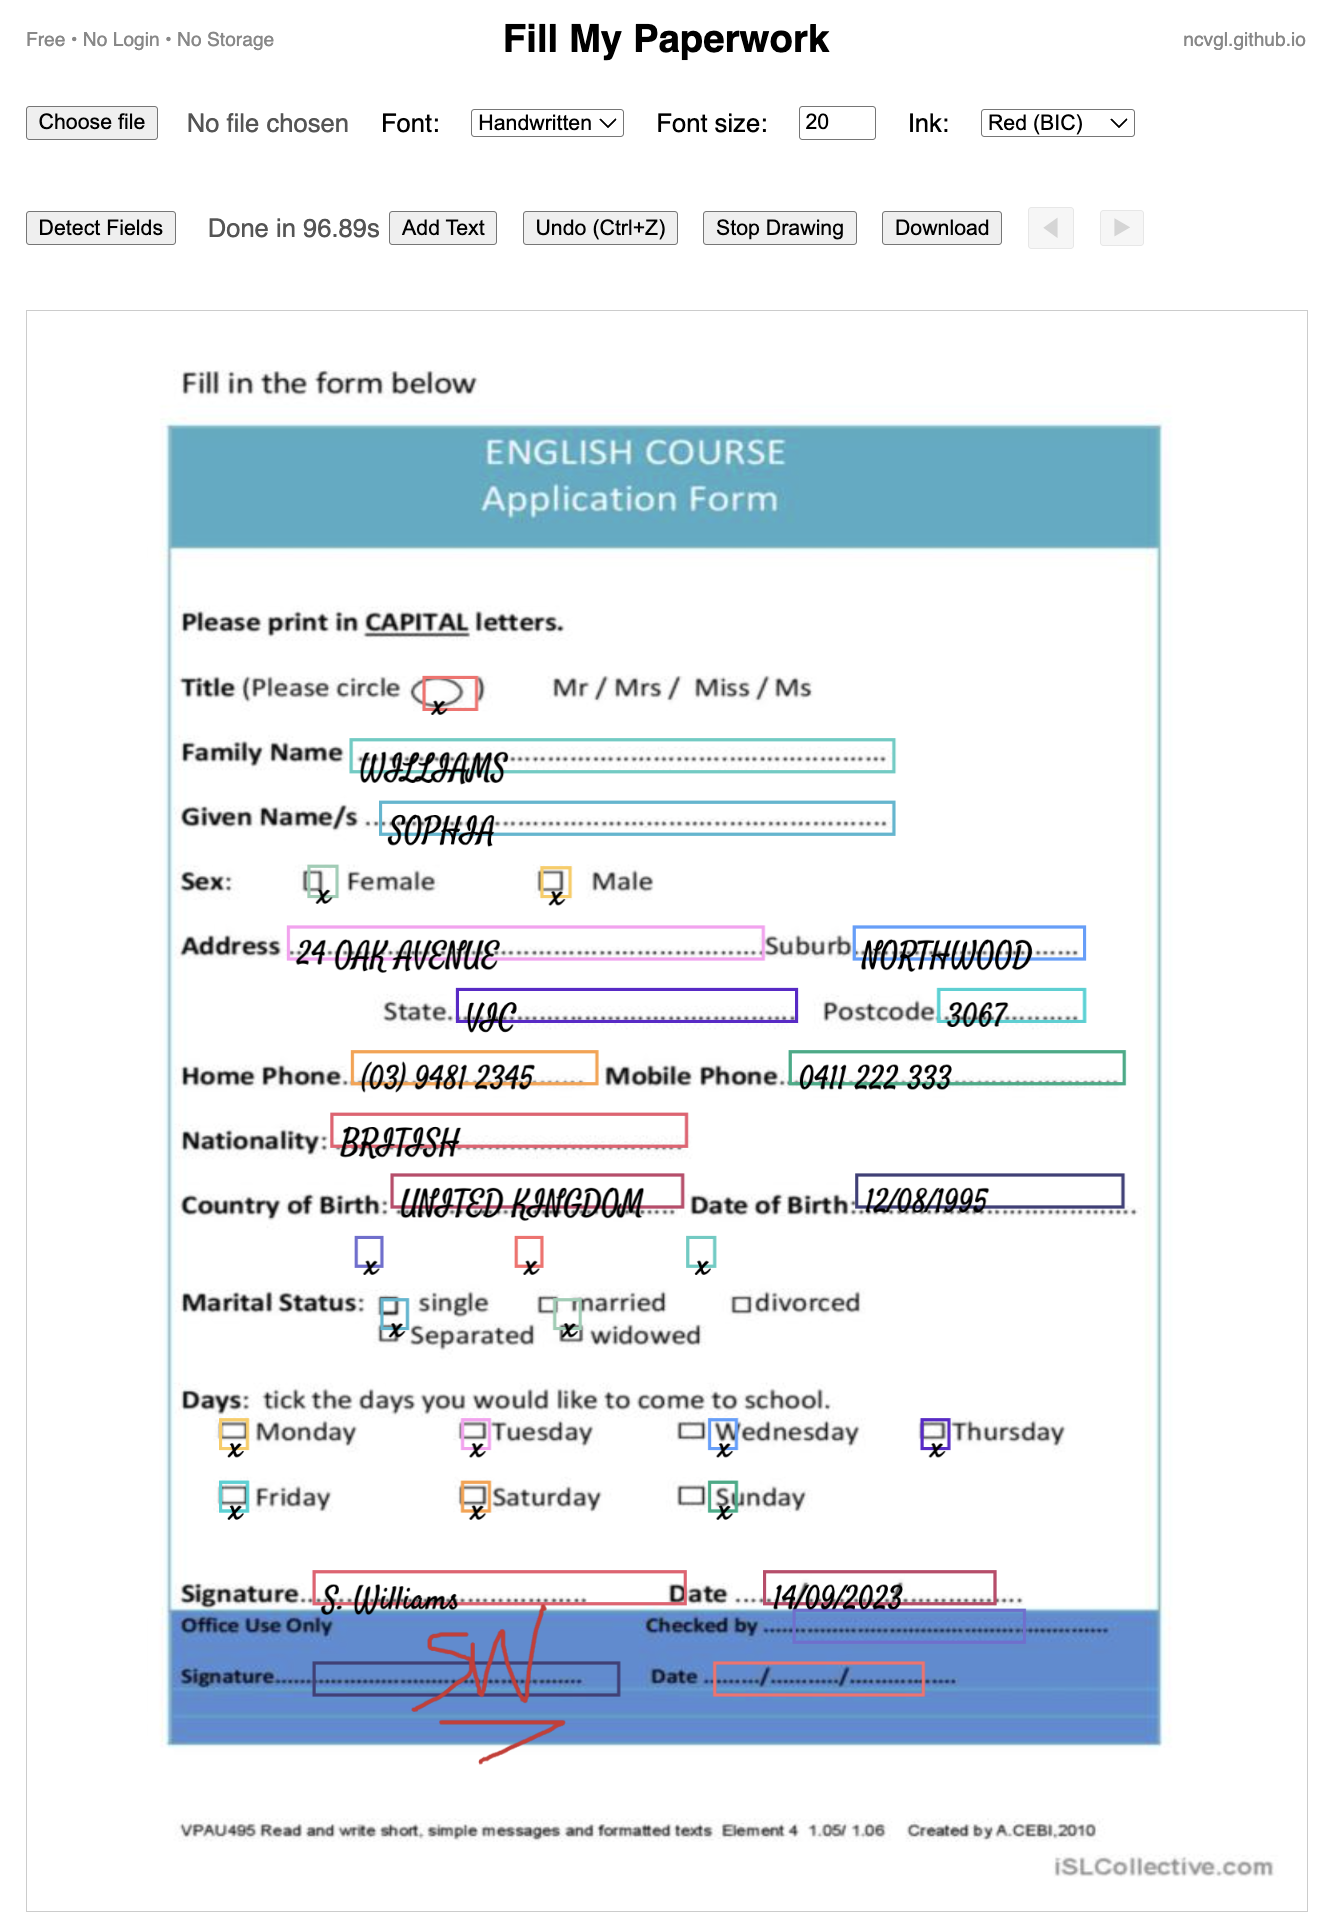 Free • No Login • No Storage Fill My Paperwork ncvgl.github.io
Choose file No file chosen Font: Handwritten Font size: 20 Ink: Red (BIC)
Detect Fields Done in 96.89s Add Text Undo (Ctrl+Z) Stop Drawing Download ◀ ▶
Fill in the form below
ENGLISH COURSE
Application Form
Please print in CAPITAL letters.
Title (Please circle x ) Mr / Mrs / Miss / Ms
Family Name WILLIAMS
Given Name/s SOPHIA
Sex: x Female x Male
Address 24 OAK AVENUE Suburb NORTHWOOD
State VIC Postcode 3067
Home Phone (03) 9481 2345 Mobile Phone 0411 222 333
Nationality: BRITISH
Country of Birth: UNITED KINGDOM Date of Birth: 12/08/1995
x x x
Marital Status: single married divorced
x Separated x widowed
Days: tick the days you would like to come to school.
x Monday x Tuesday x Wednesday x Thursday
x Friday x Saturday x Sunday
Signature S. Williams Date 14/09/2023
Office Use Only Checked by
SW
Signature Date ........../.........../............
VPAU495 Read and write short, simple messages and formatted texts Element 4 1.05/ 1.06 Created by A.CEBI,2010
iSLCollective.com